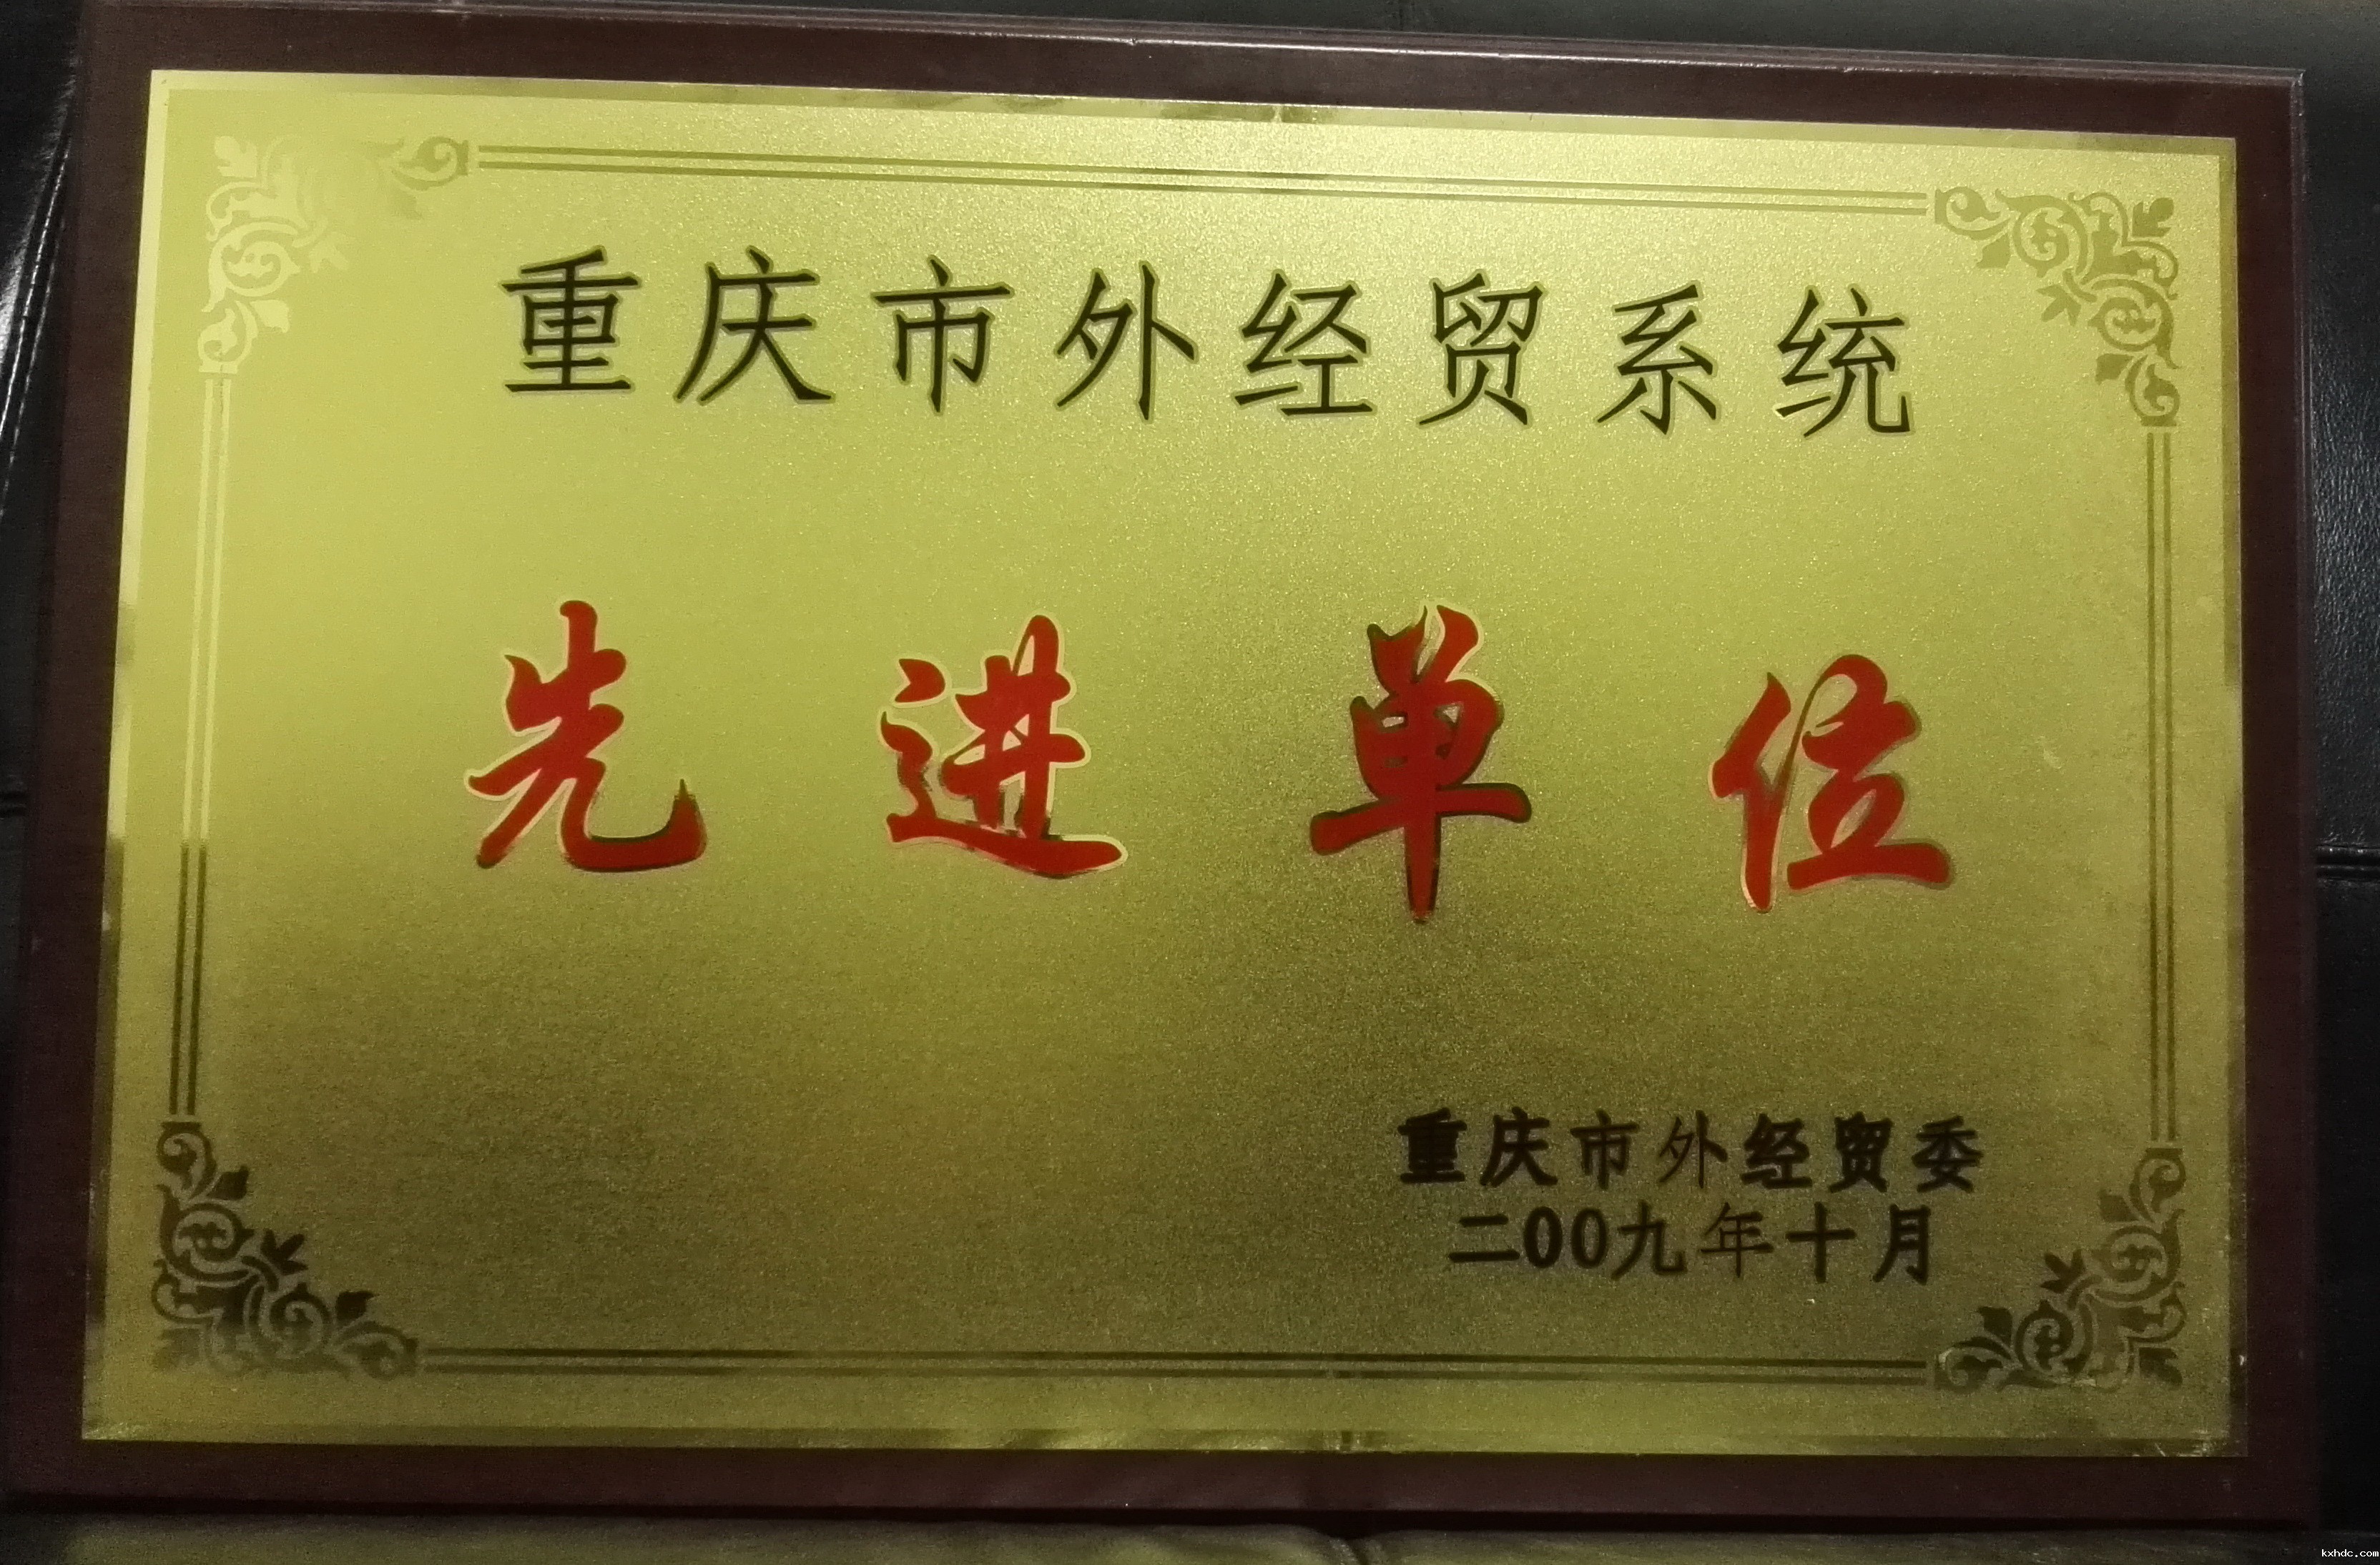 重庆市外经贸系统
先进单位
重庆市外经贸委
二00九年十月
kxhdc.com